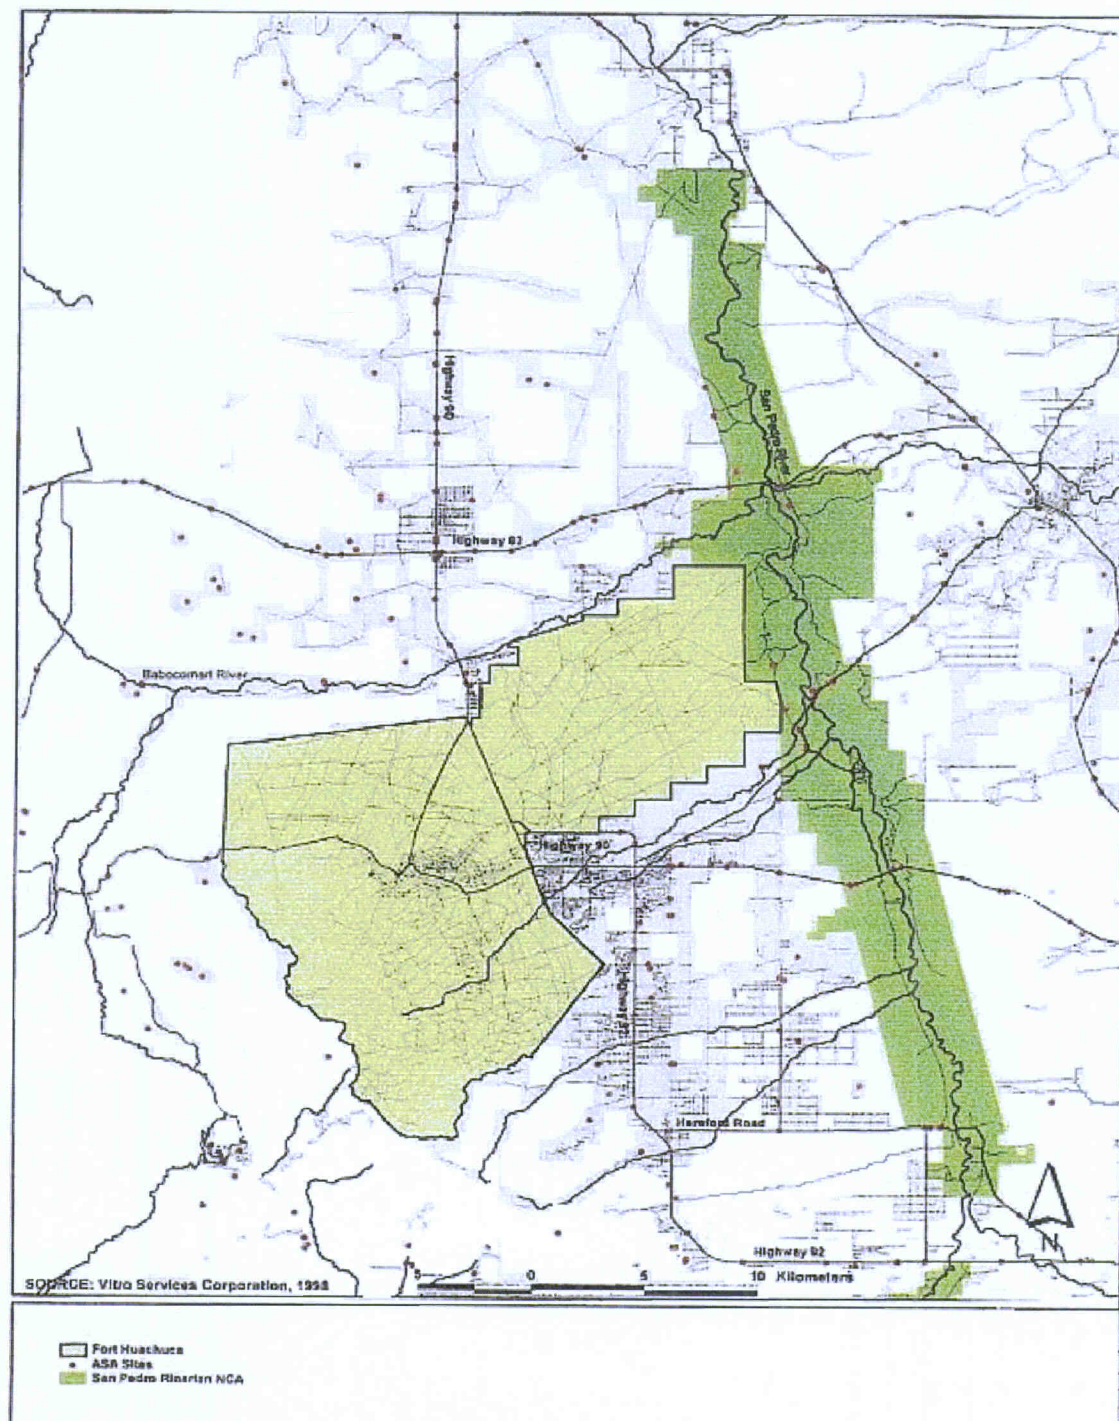 Highway 90
San Pedro River
Highway 82
Babocomari River
Highway 90
Highway 92
Hereford Road
Highway 92
SOURCE: Vitro Services Corporation, 1998
5 0 5 10 Kilometers
N
Fort Huachuca
ASA Sites
San Pedro Riparian NCA